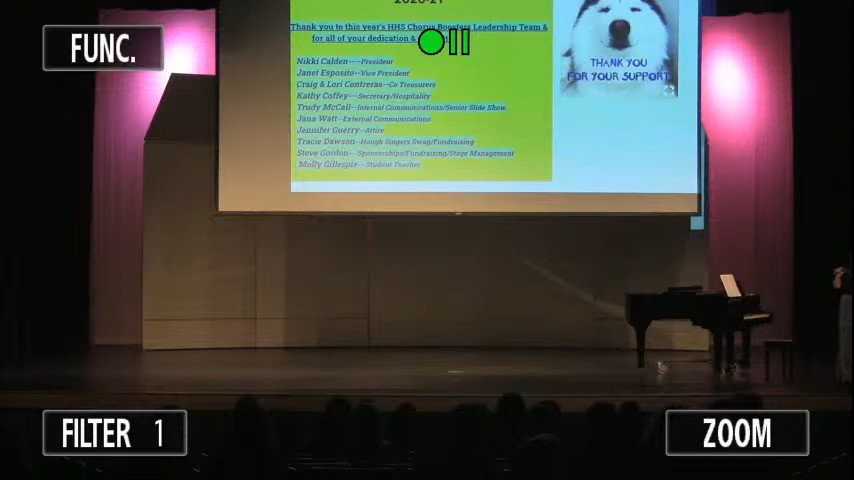 2020-21
Thank you to this year's HHS Chorus Boosters Leadership Team &
for all of your dedication &
Nikki Calden----President
Janet Esposito--Vice President
Craig & Lori Contreras--Co Treasurers
Kathy Coffey---Secretary/Hospitality
Trudy McCall--Internal Communications/Senior Slide Show
Jana Watt--External Communications
Jennifer Guerry--Attire
Tracie Dawson--Hough Singers Swag/Fundraising
Steve Gordon---Sponsorships/Fundraising/Stage Management
Molly Gillespie---Student Teacher
THANK YOU
FOR YOUR SUPPORT
FUNC.
FILTER 1
ZOOM